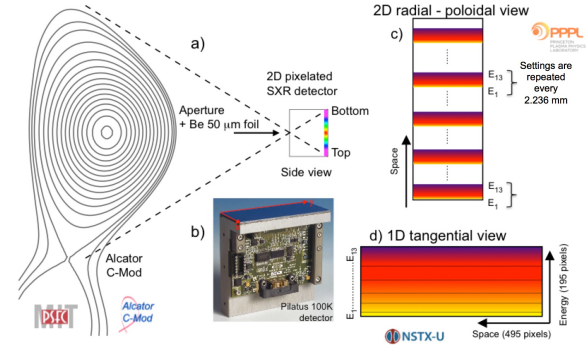 a)
2D pixelated
SXR detector
Aperture
+ Be 50 μm foil
Bottom
Top
Side view
Alcator
C-Mod
MIT
PSFC
Alcator
C-Mod
b)
Pilatus 100K
detector
2D radial - poloidal view
c)
PPPL
PRINCETON
PLASMA PHYSICS
LABORATORY
Settings are
repeated
every
2.236 mm
E13
E1
Space
E13
E1
d) 1D tangential view
E13
E1
Energy (195 pixels)
Space (495 pixels)
NSTX-U